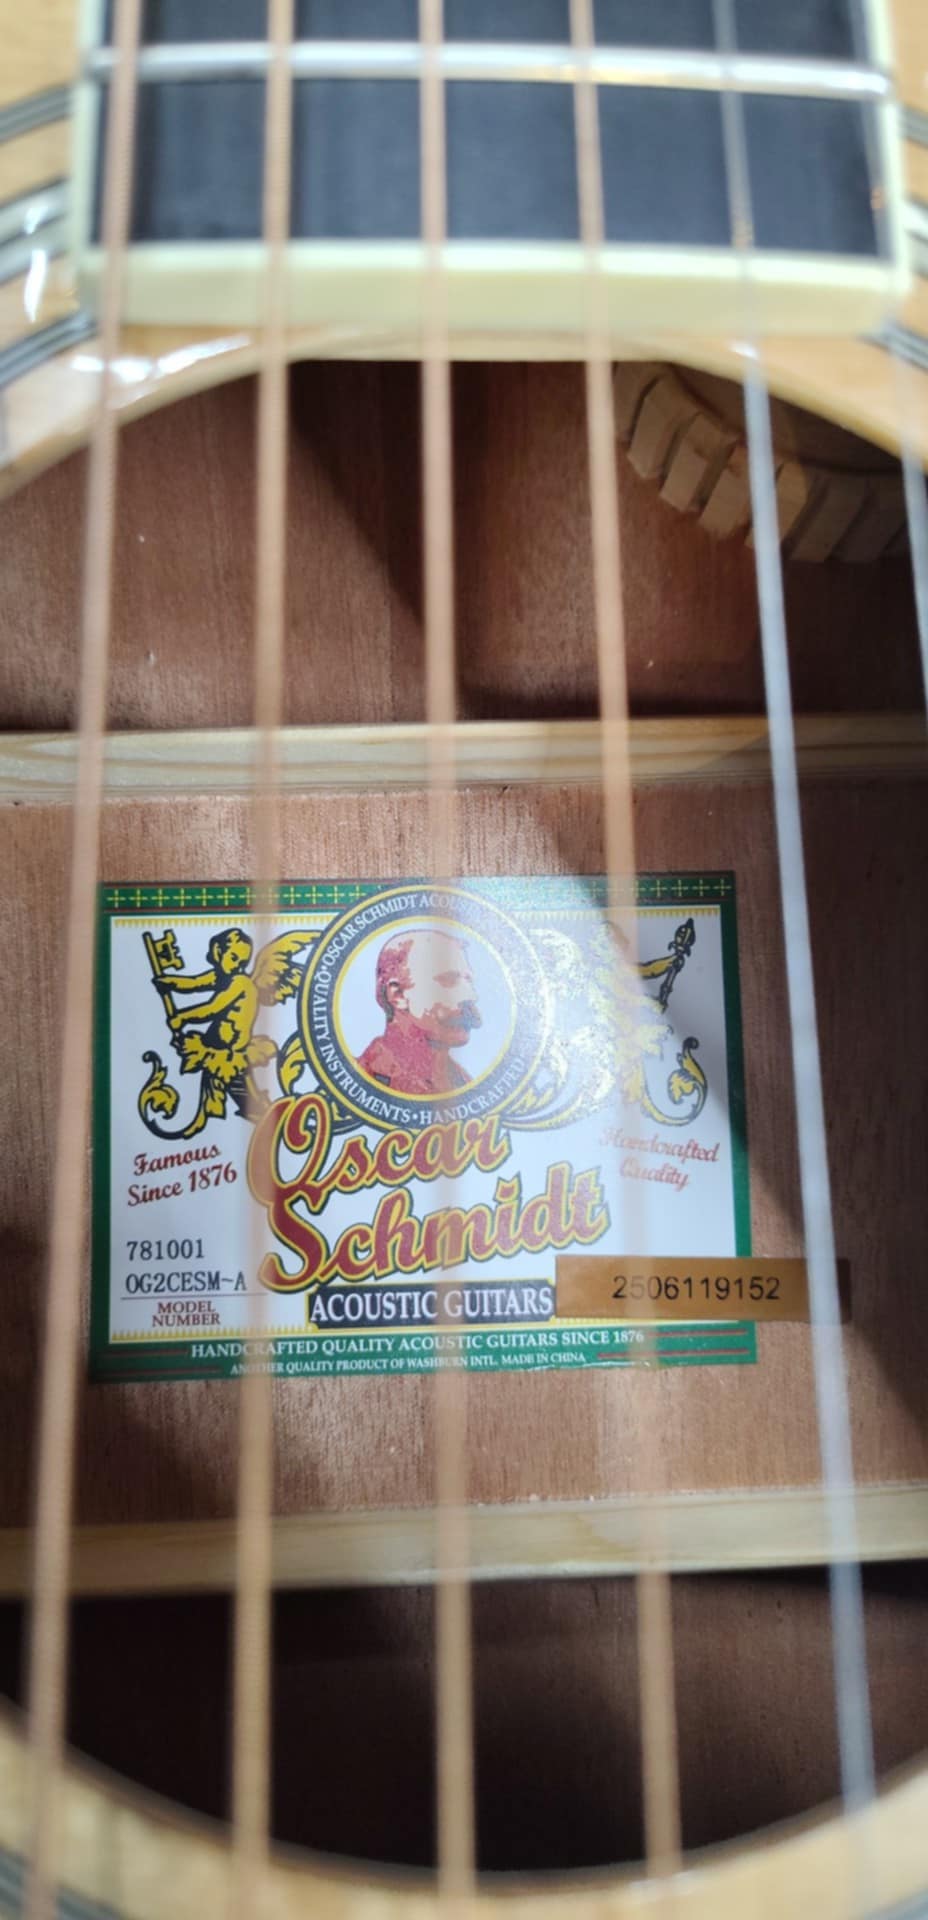 OSCAR SCHMIDT ACOUSTIC
QUALITY INSTRUMENTS • HANDCRAFTED
Famous
Since 1876
Oscar
Schmidt
Handcrafted
Quality
781001
OG2CESM-A
MODEL
NUMBER
ACOUSTIC GUITARS
2506119152
HANDCRAFTED QUALITY ACOUSTIC GUITARS SINCE 1876
ANOTHER QUALITY PRODUCT OF WASHBURN INTL. MADE IN CHINA